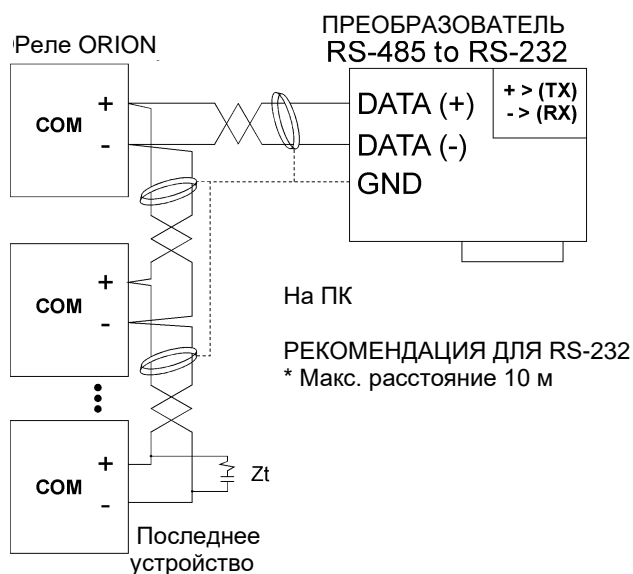 ПРЕОБРАЗОВАТЕЛЬ
Реле ORION
RS-485 to RS-232
+
COM
-
DATA (+)
DATA (-)
GND
+ > (TX)
- > (RX)
+
COM
-
На ПК
РЕКОМЕНДАЦИЯ ДЛЯ RS-232
* Макс. расстояние 10 м
+
COM
-
Zt
Последнее
устройство